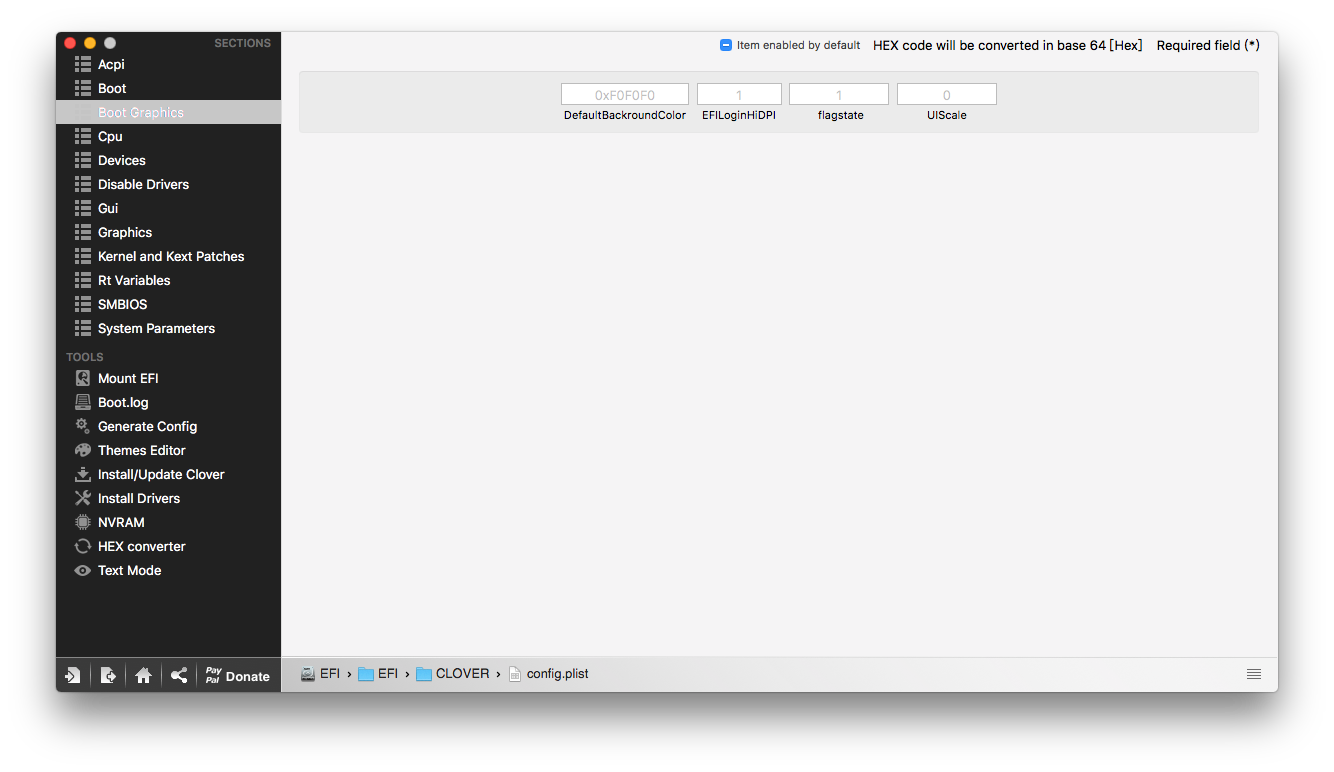 SECTIONS
Acpi
Boot
Boot Graphics
Cpu
Devices
Disable Drivers
Gui
Graphics
Kernel and Kext Patches
Rt Variables
SMBIOS
System Parameters
TOOLS
Mount EFI
Boot.log
Generate Config
Themes Editor
Install/Update Clover
Install Drivers
NVRAM
HEX converter
Text Mode
Pay
Pal Donate
Item enabled by default HEX code will be converted in base 64 [Hex] Required field (*)
0xF0F0F0 1 1 0
DefaultBackroundColor EFILoginHiDPI flagstate UIScale
EFI › EFI › CLOVER › config.plist